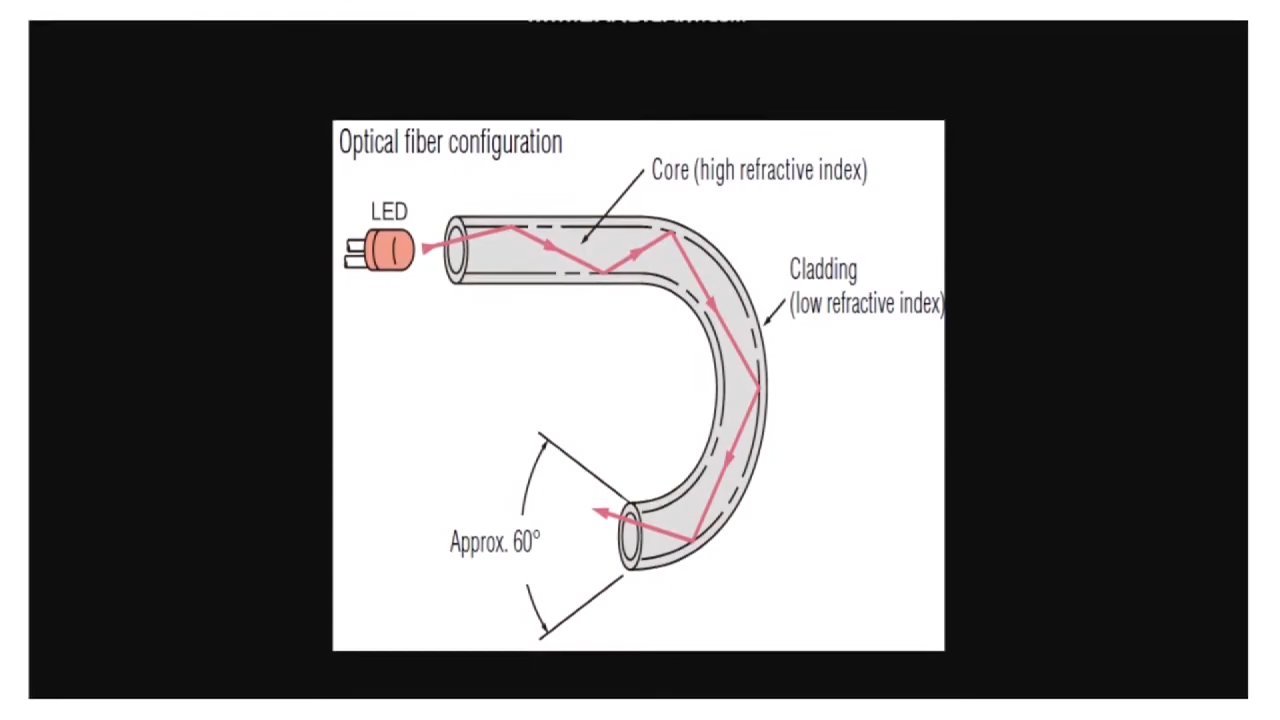 Optical fiber configuration
Core (high refractive index)
LED
Cladding
(low refractive index)
Approx. 60°